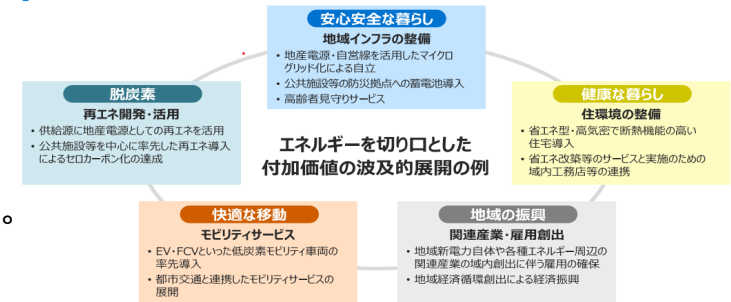 安心安全な暮らし
地域インフラの整備
・地産電源・自営線を活用したマイクロ
グリッド化による自立
・公共施設等の防災拠点への蓄電池導入
・高齢者見守りサービス
脱炭素
再エネ開発・活用
・供給源に地産電源としての再エネを活用
・公共施設等を中心に率先した再エネ導入
によるゼロカーボン化の達成
健康な暮らし
住環境の整備
・省エネ型・高気密で断熱機能の高い
住宅導入
・省エネ改築等のサービスと実施のための
域内工務店等の連携
エネルギーを切り口とした
付加価値の波及的展開の例
。
快適な移動
モビリティサービス
・EV・FCVといった低炭素モビリティ車両の
率先導入
・都市交通と連携したモビリティサービスの
展開
地域の振興
関連産業・雇用創出
・地域新電力自体や各種エネルギー周辺の
関連産業の域内創出に伴う雇用の確保
・地域経済循環創出による経済振興